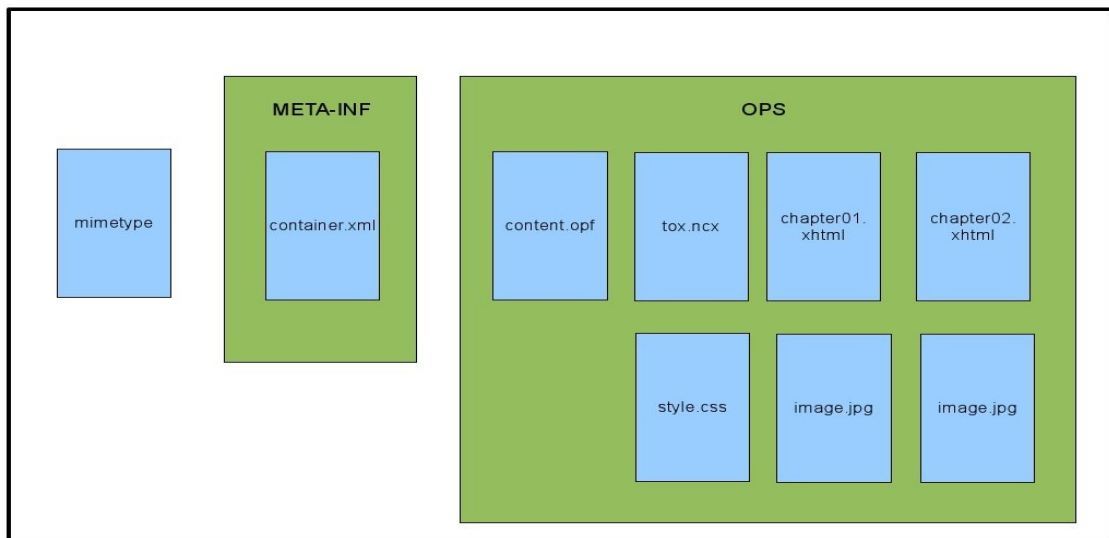 META-INF
OPS
mimetype
container.xml
content.opf
tox.ncx
chapter01.
xhtml
chapter02.
xhtml
style.css
image.jpg
image.jpg